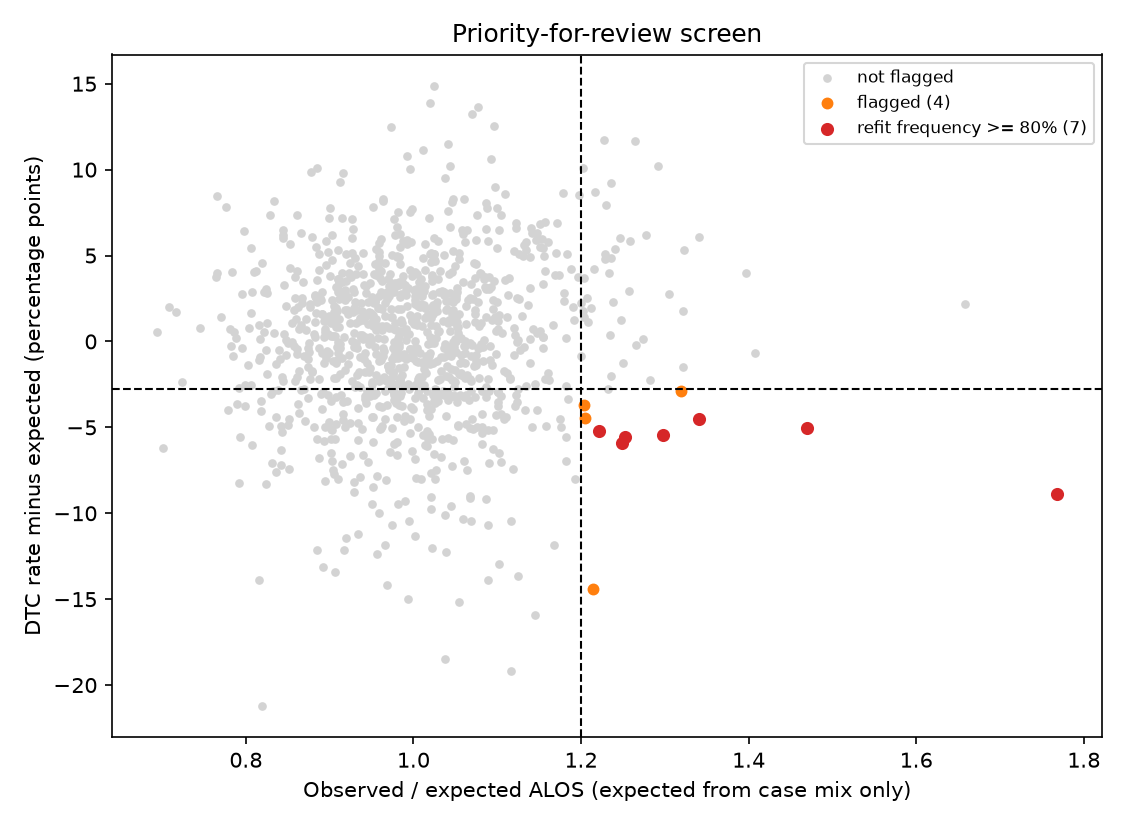 Priority-for-review screen
not flagged
flagged (4)
refit frequency >= 80% (7)
DTC rate minus expected (percentage points)
15
10
5
0
−5
−10
−15
−20
0.8 1.0 1.2 1.4 1.6 1.8
Observed / expected ALOS (expected from case mix only)